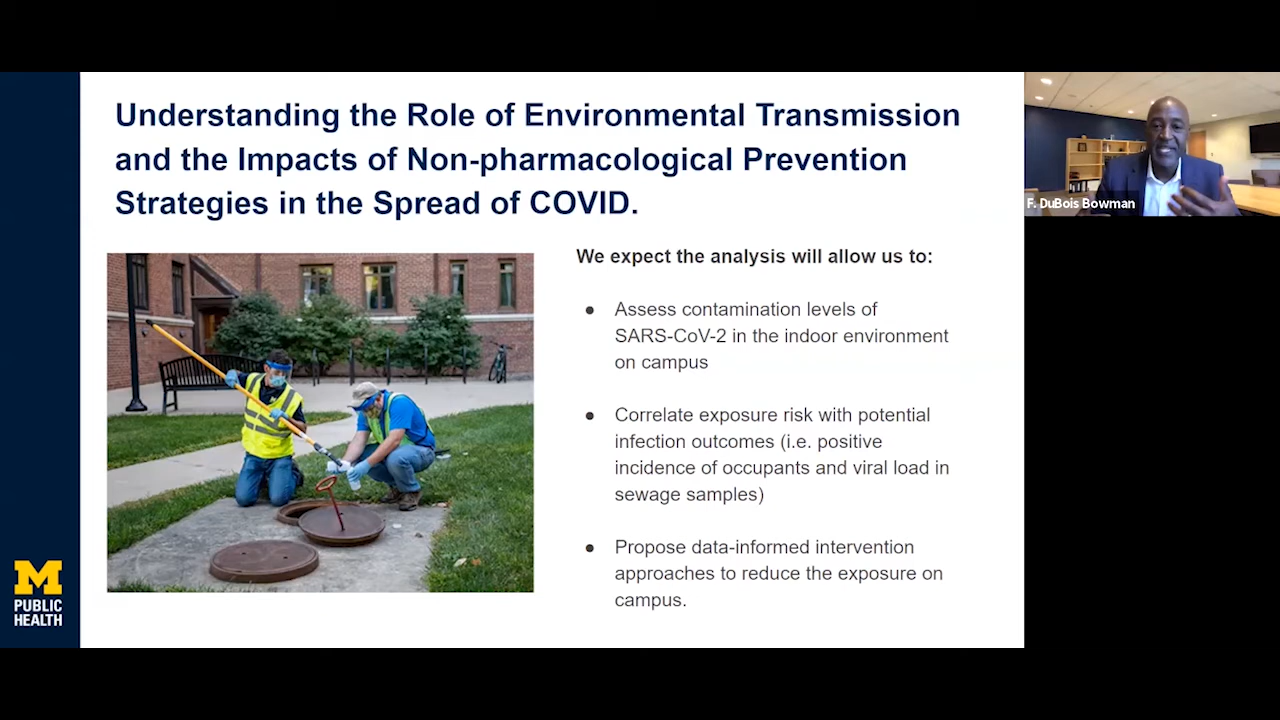 Understanding the Role of Environmental Transmission
and the Impacts of Non-pharmacological Prevention
Strategies in the Spread of COVID.
F. DuBois Bowman
We expect the analysis will allow us to:
● Assess contamination levels of
SARS-CoV-2 in the indoor environment
on campus
● Correlate exposure risk with potential
infection outcomes (i.e. positive
incidence of occupants and viral load in
sewage samples)
● Propose data-informed intervention
approaches to reduce the exposure on
campus.
M
PUBLIC
HEALTH